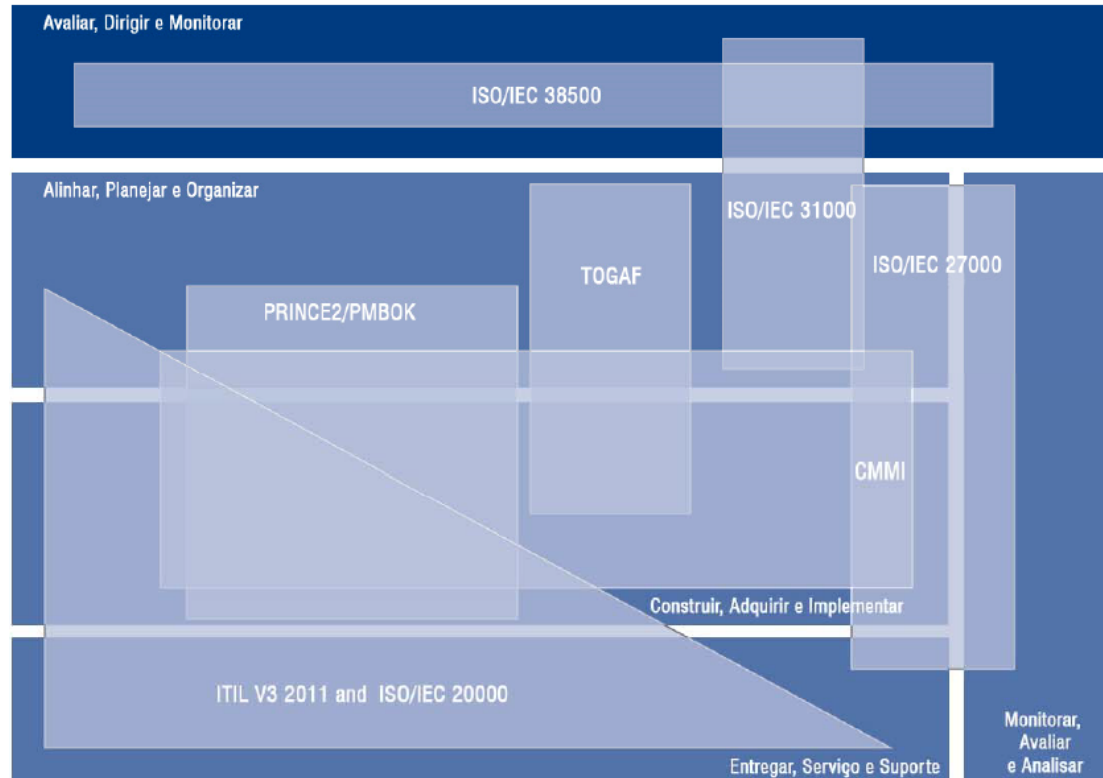 Avaliar, Dirigir e Monitorar
ISO/IEC 38500
Alinhar, Planejar e Organizar
ISO/IEC 31000
ISO/IEC 27000
TOGAF
PRINCE2/PMBOK
CMMI
Construir, Adquirir e Implementar
ITIL V3 2011 and ISO/IEC 20000
Entregar, Serviço e Suporte
Monitorar,
Avaliar
e Analisar